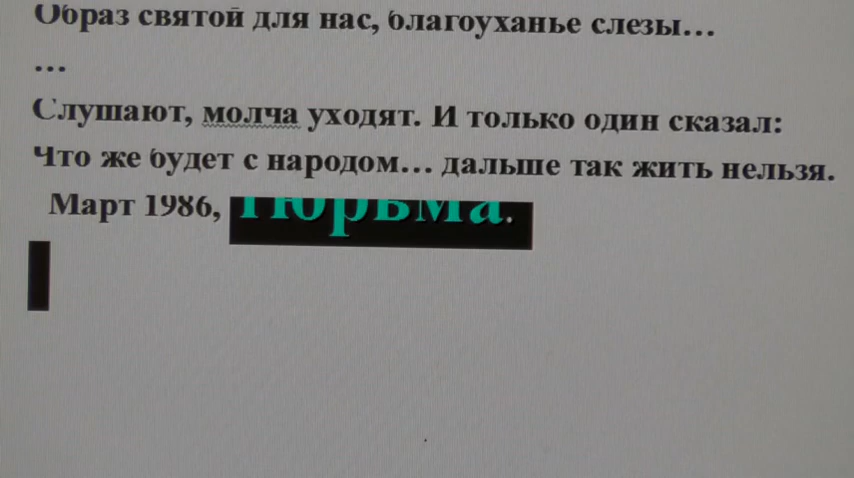 Образ святой для нас, благоуханье слезы...
...
Слушают, молча уходят. И только один сказал:
Что же будет с народом... дальше так жить нельзя.
Март 1986, Тюрьма.